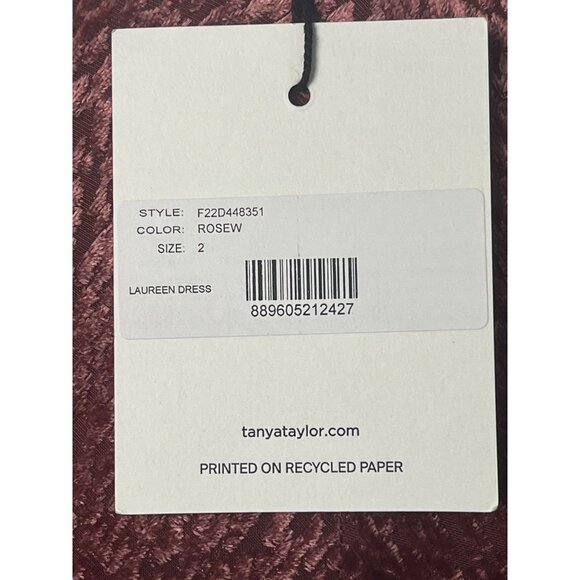 STYLE: F22D448351
COLOR: ROSEW
SIZE: 2
LAUREEN DRESS
889605212427
tanyataylor.com
PRINTED ON RECYCLED PAPER